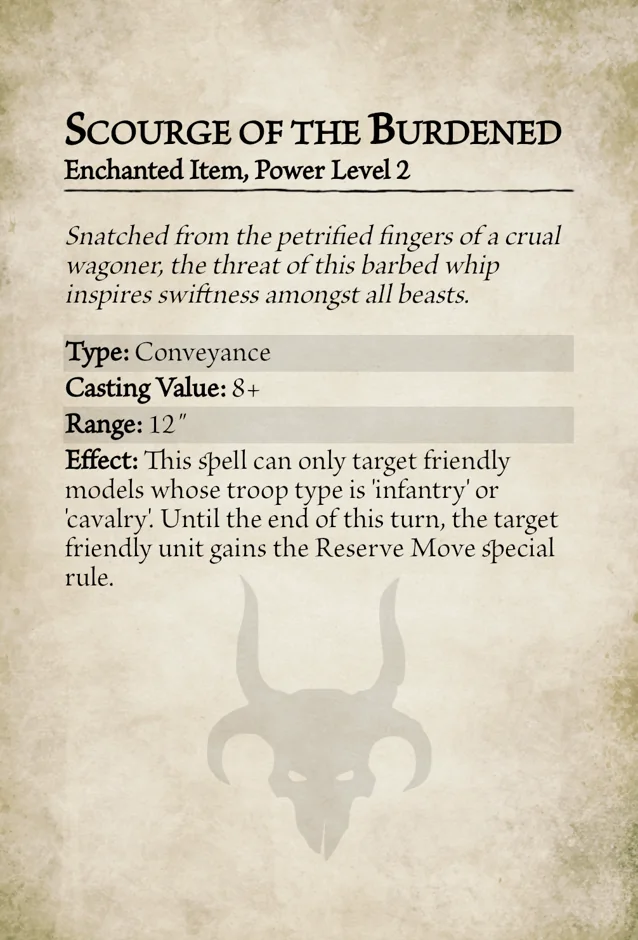 Scourge of the Burdened
Enchanted Item, Power Level 2
Snatched from the petrified fingers of a crual
wagoner, the threat of this barbed whip
inspires swiftness amongst all beasts.
Type: Conveyance
Casting Value: 8+
Range: 12"
Effect: This spell can only target friendly
models whose troop type is 'infantry' or
'cavalry'. Until the end of this turn, the target
friendly unit gains the Reserve Move special
rule.